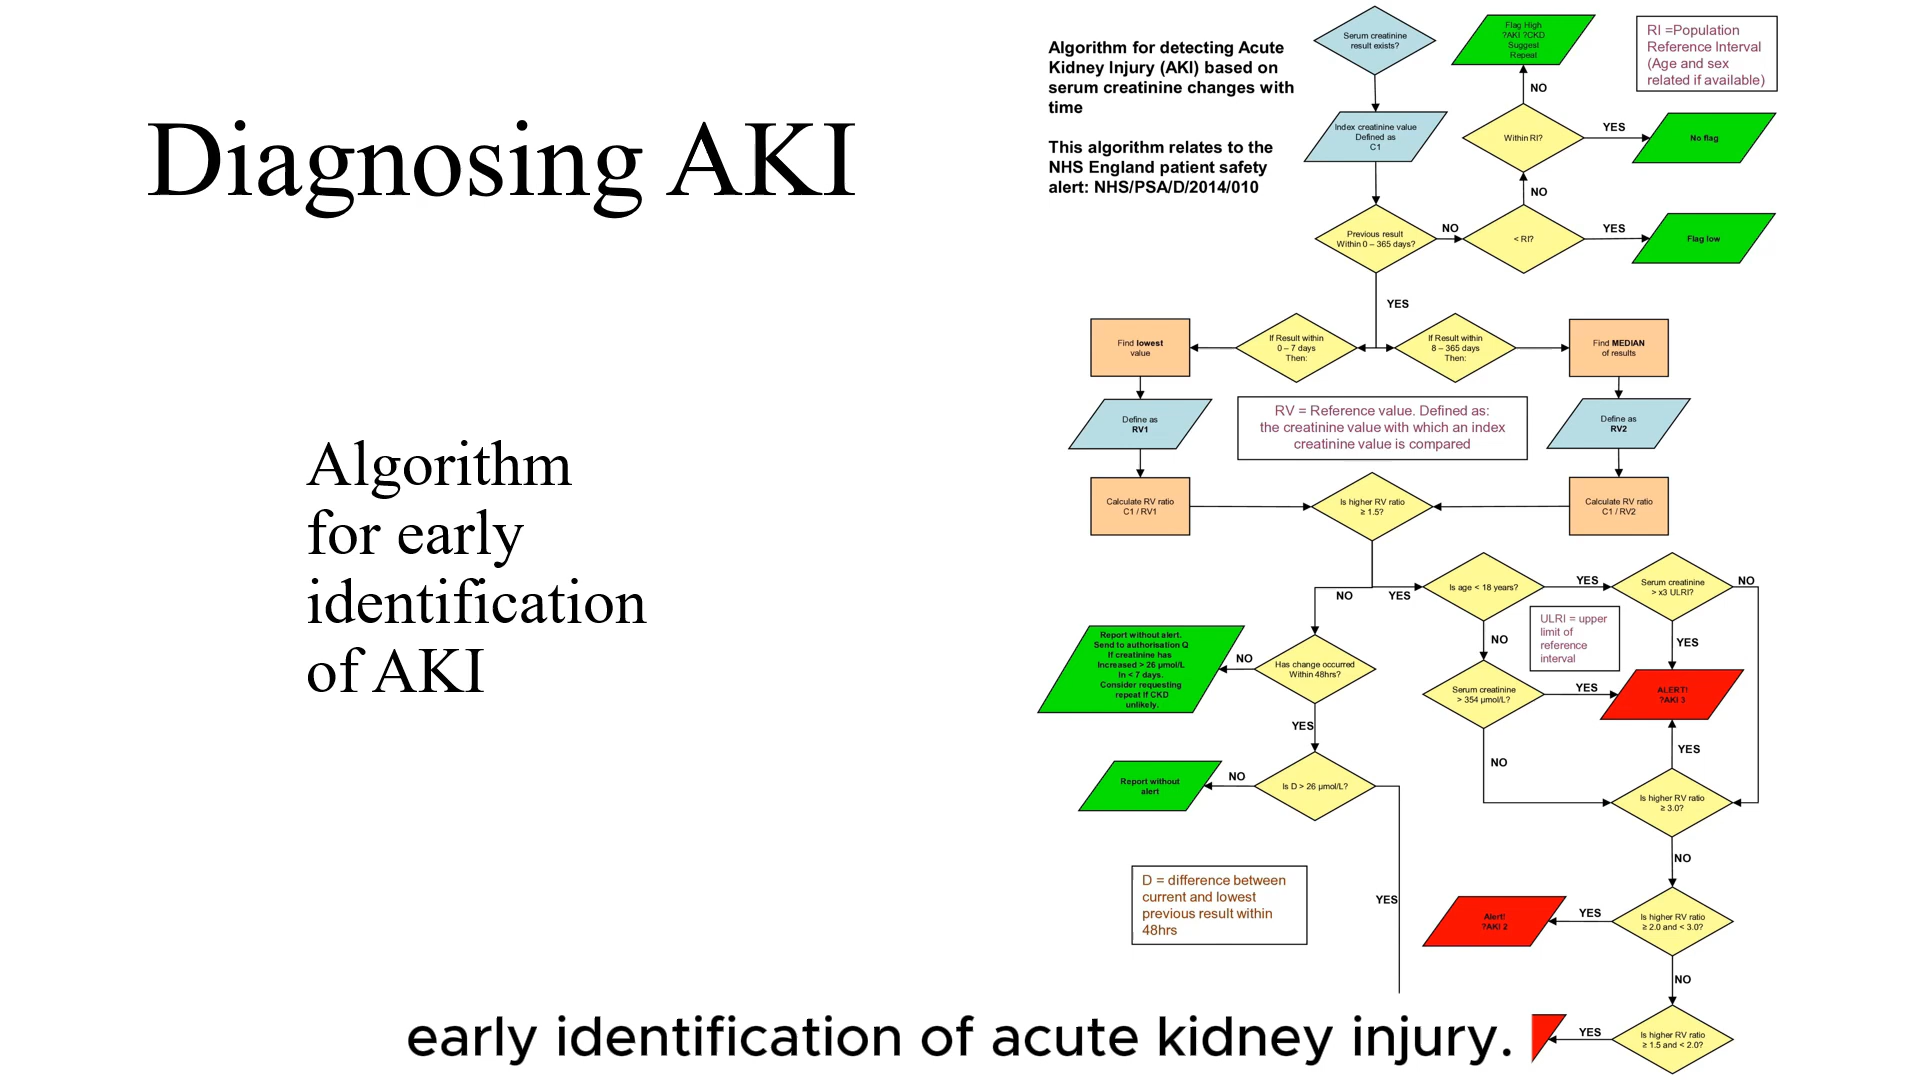 Diagnosing AKI
Algorithm
for early
identification
of AKI
Algorithm for detecting Acute
Kidney Injury (AKI) based on
serum creatinine changes with
time
This algorithm relates to the
NHS England patient safety
alert: NHS/PSA/D/2014/010
Serum creatinine
result exists?
Flag High
?AKI ?CKD
Suggest
Repeat
RI =Population
Reference Interval
(Age and sex
related if available)
NO
Index creatinine value
Defined as
C1
Within RI?
YES
No flag
NO
Previous result
Within 0 – 365 days?
NO
< RI?
YES
Flag low
YES
Find lowest
value
If Result within
0 – 7 days
Then:
If Result within
8 – 365 days
Then:
Find MEDIAN
of results
Define as
RV1
RV = Reference value. Defined as:
the creatinine value with which an index
creatinine value is compared
Define as
RV2
Calculate RV ratio
C1 / RV1
Is higher RV ratio
≥ 1.5?
Calculate RV ratio
C1 / RV2
NO
YES
Is age < 18 years?
YES
Serum creatinine
> x3 ULRI?
NO
Report without alert.
Send to authorisation Q
If creatinine has
Increased > 26 µmol/L
In < 7 days.
Consider requesting
repeat if CKD
unlikely.
NO
Has change occurred
Within 48hrs?
NO
ULRI = upper
limit of
reference
interval
YES
Serum creatinine
> 354 µmol/L?
YES
ALERT!
?AKI 3
YES
NO
YES
Report without
alert
NO
Is D > 26 µmol/L?
Is higher RV ratio
≥ 3.0?
NO
D = difference between
current and lowest
previous result within
48hrs
YES
Alert!
?AKI 2
YES
Is higher RV ratio
≥ 2.0 and < 3.0?
NO
YES
Is higher RV ratio
≥ 1.5 and < 2.0?
early identification of acute kidney injury.